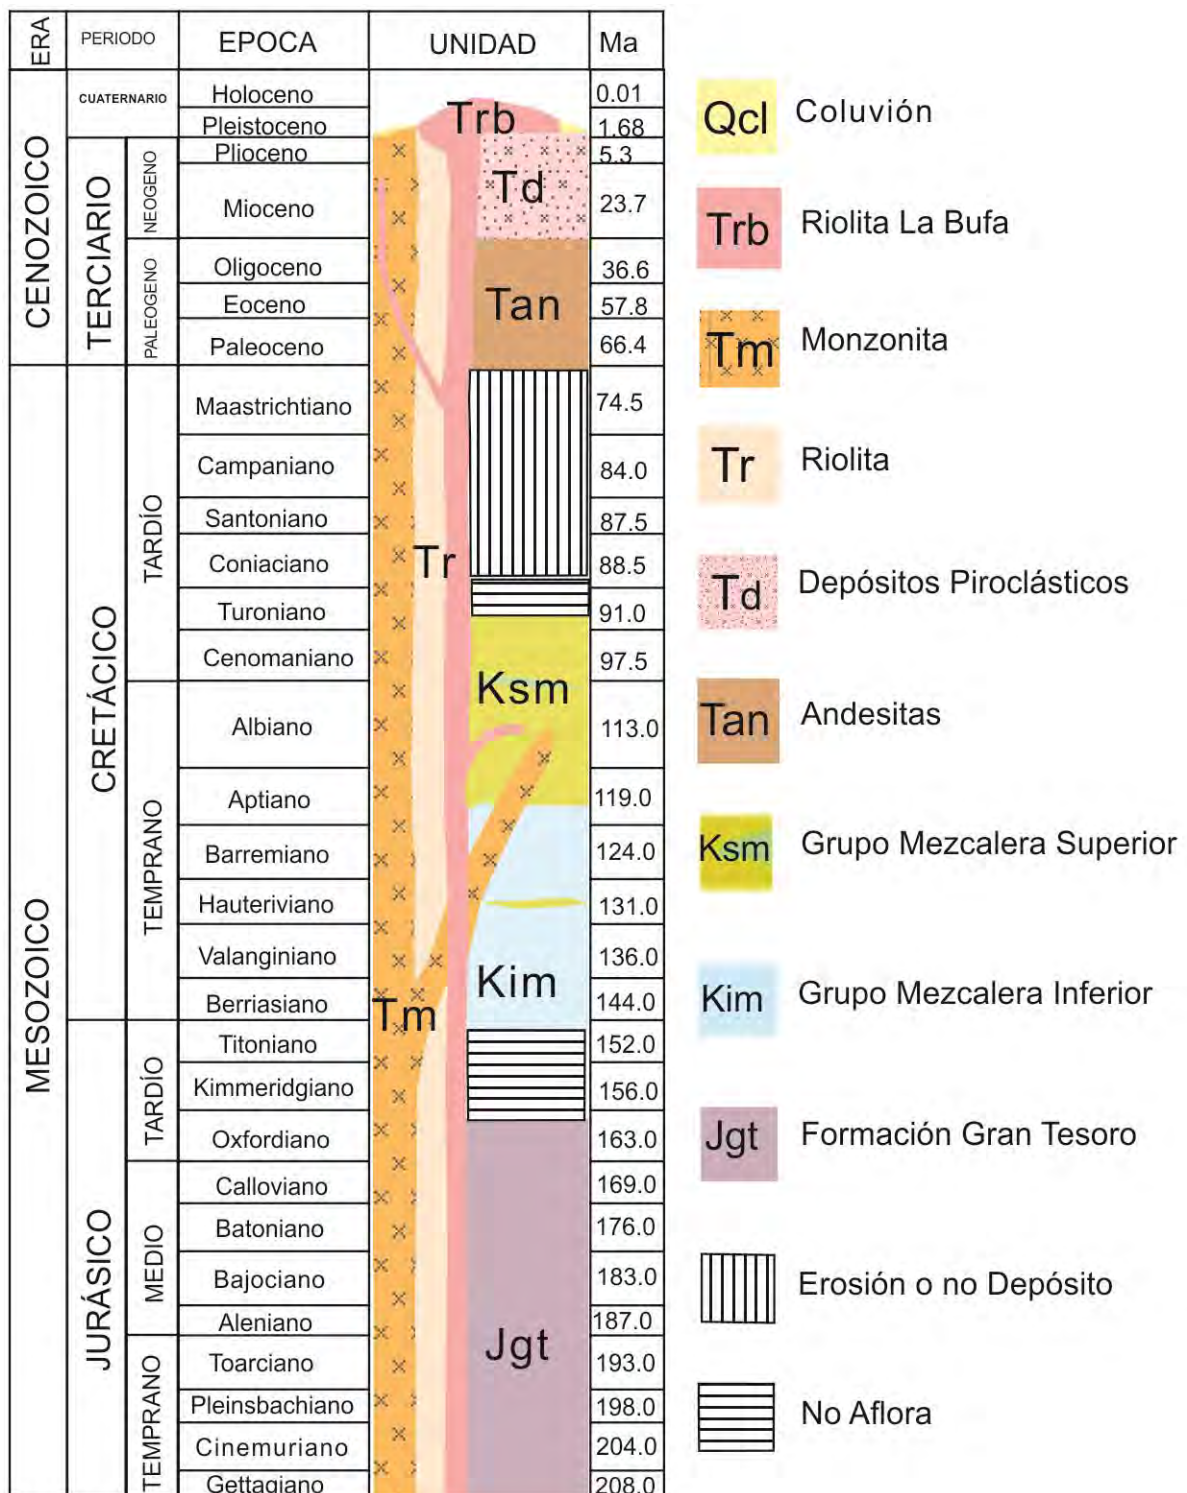 ERA PERIODO EPOCA UNIDAD Ma
CENOZOICO
CUATERNARIO
Holoceno 0.01
Pleistoceno 1.68
TERCIARIO
NEOGENO
Plioceno 5.3
Mioceno 23.7
PALEOGENO
Oligoceno 36.6
Eoceno 57.8
Paleoceno 66.4
MESOZOICO
CRETÁCICO
TARDÍO
Maastrichtiano 74.5
Campaniano 84.0
Santoniano 87.5
Coniaciano 88.5
Turoniano 91.0
Cenomaniano 97.5
TEMPRANO
Albiano 113.0
Aptiano 119.0
Barremiano 124.0
Hauteriviano 131.0
Valanginiano 136.0
Berriasiano 144.0
JURÁSICO
TARDÍO
Titoniano 152.0
Kimmeridgiano 156.0
Oxfordiano 163.0
MEDIO
Calloviano 169.0
Batoniano 176.0
Bajociano 183.0
Aleniano 187.0
TEMPRANO
Toarciano 193.0
Pleinsbachiano 198.0
Cinemuriano 204.0
Gettagiano 208.0
Trb
Td
Tan
Tr
Ksm
Kim
Tm
Jgt
Qcl Coluvión
Trb Riolita La Bufa
Tm Monzonita
Tr Riolita
Td Depósitos Piroclásticos
Tan Andesitas
Ksm Grupo Mezcalera Superior
Kim Grupo Mezcalera Inferior
Jgt Formación Gran Tesoro
Erosión o no Depósito
No Aflora